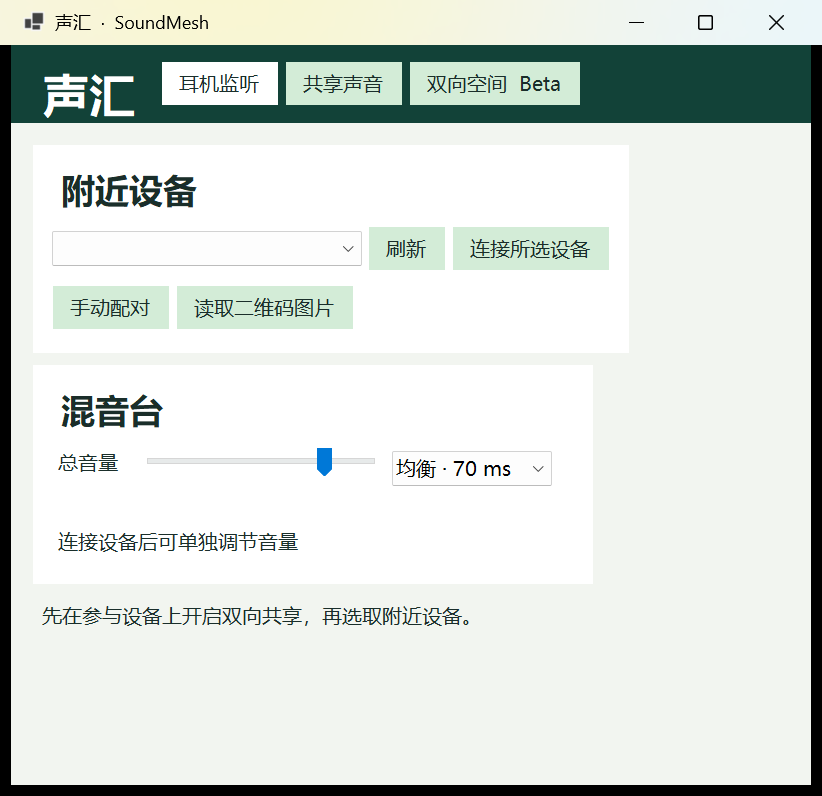 声汇 · SoundMesh
声汇 耳机监听 共享声音 双向空间 Beta
附近设备
刷新 连接所选设备
手动配对 读取二维码图片
混音台
总音量 均衡 · 70 ms
连接设备后可单独调节音量
先在参与设备上开启双向共享，再选取附近设备。